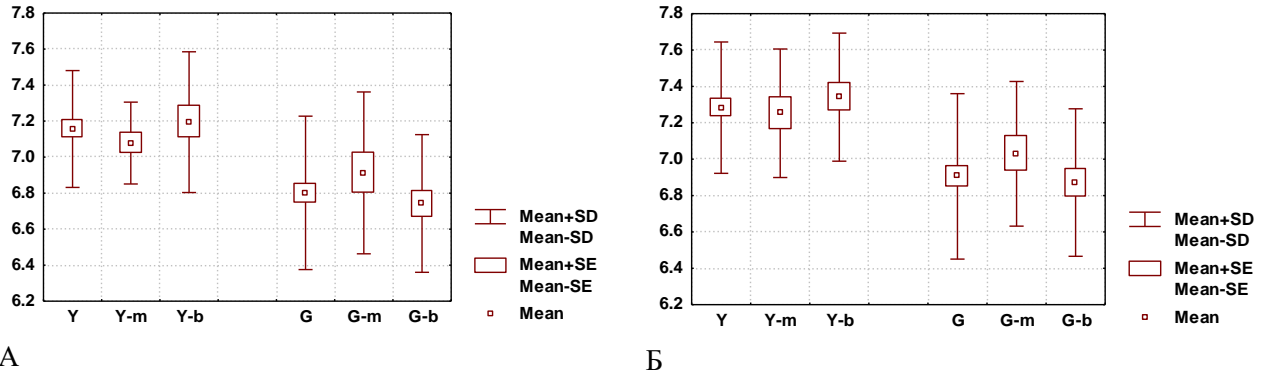 7.8
7.6
7.4
7.2
7.0
6.8
6.6
6.4
6.2
Y Y-m Y-b G G-m G-b
Mean+SD
Mean-SD
Mean+SE
Mean-SE
Mean
А
7.8
7.6
7.4
7.2
7.0
6.8
6.6
6.4
6.2
Y Y-m Y-b G G-m G-b
Mean+SD
Mean-SD
Mean+SE
Mean-SE
Mean
Б